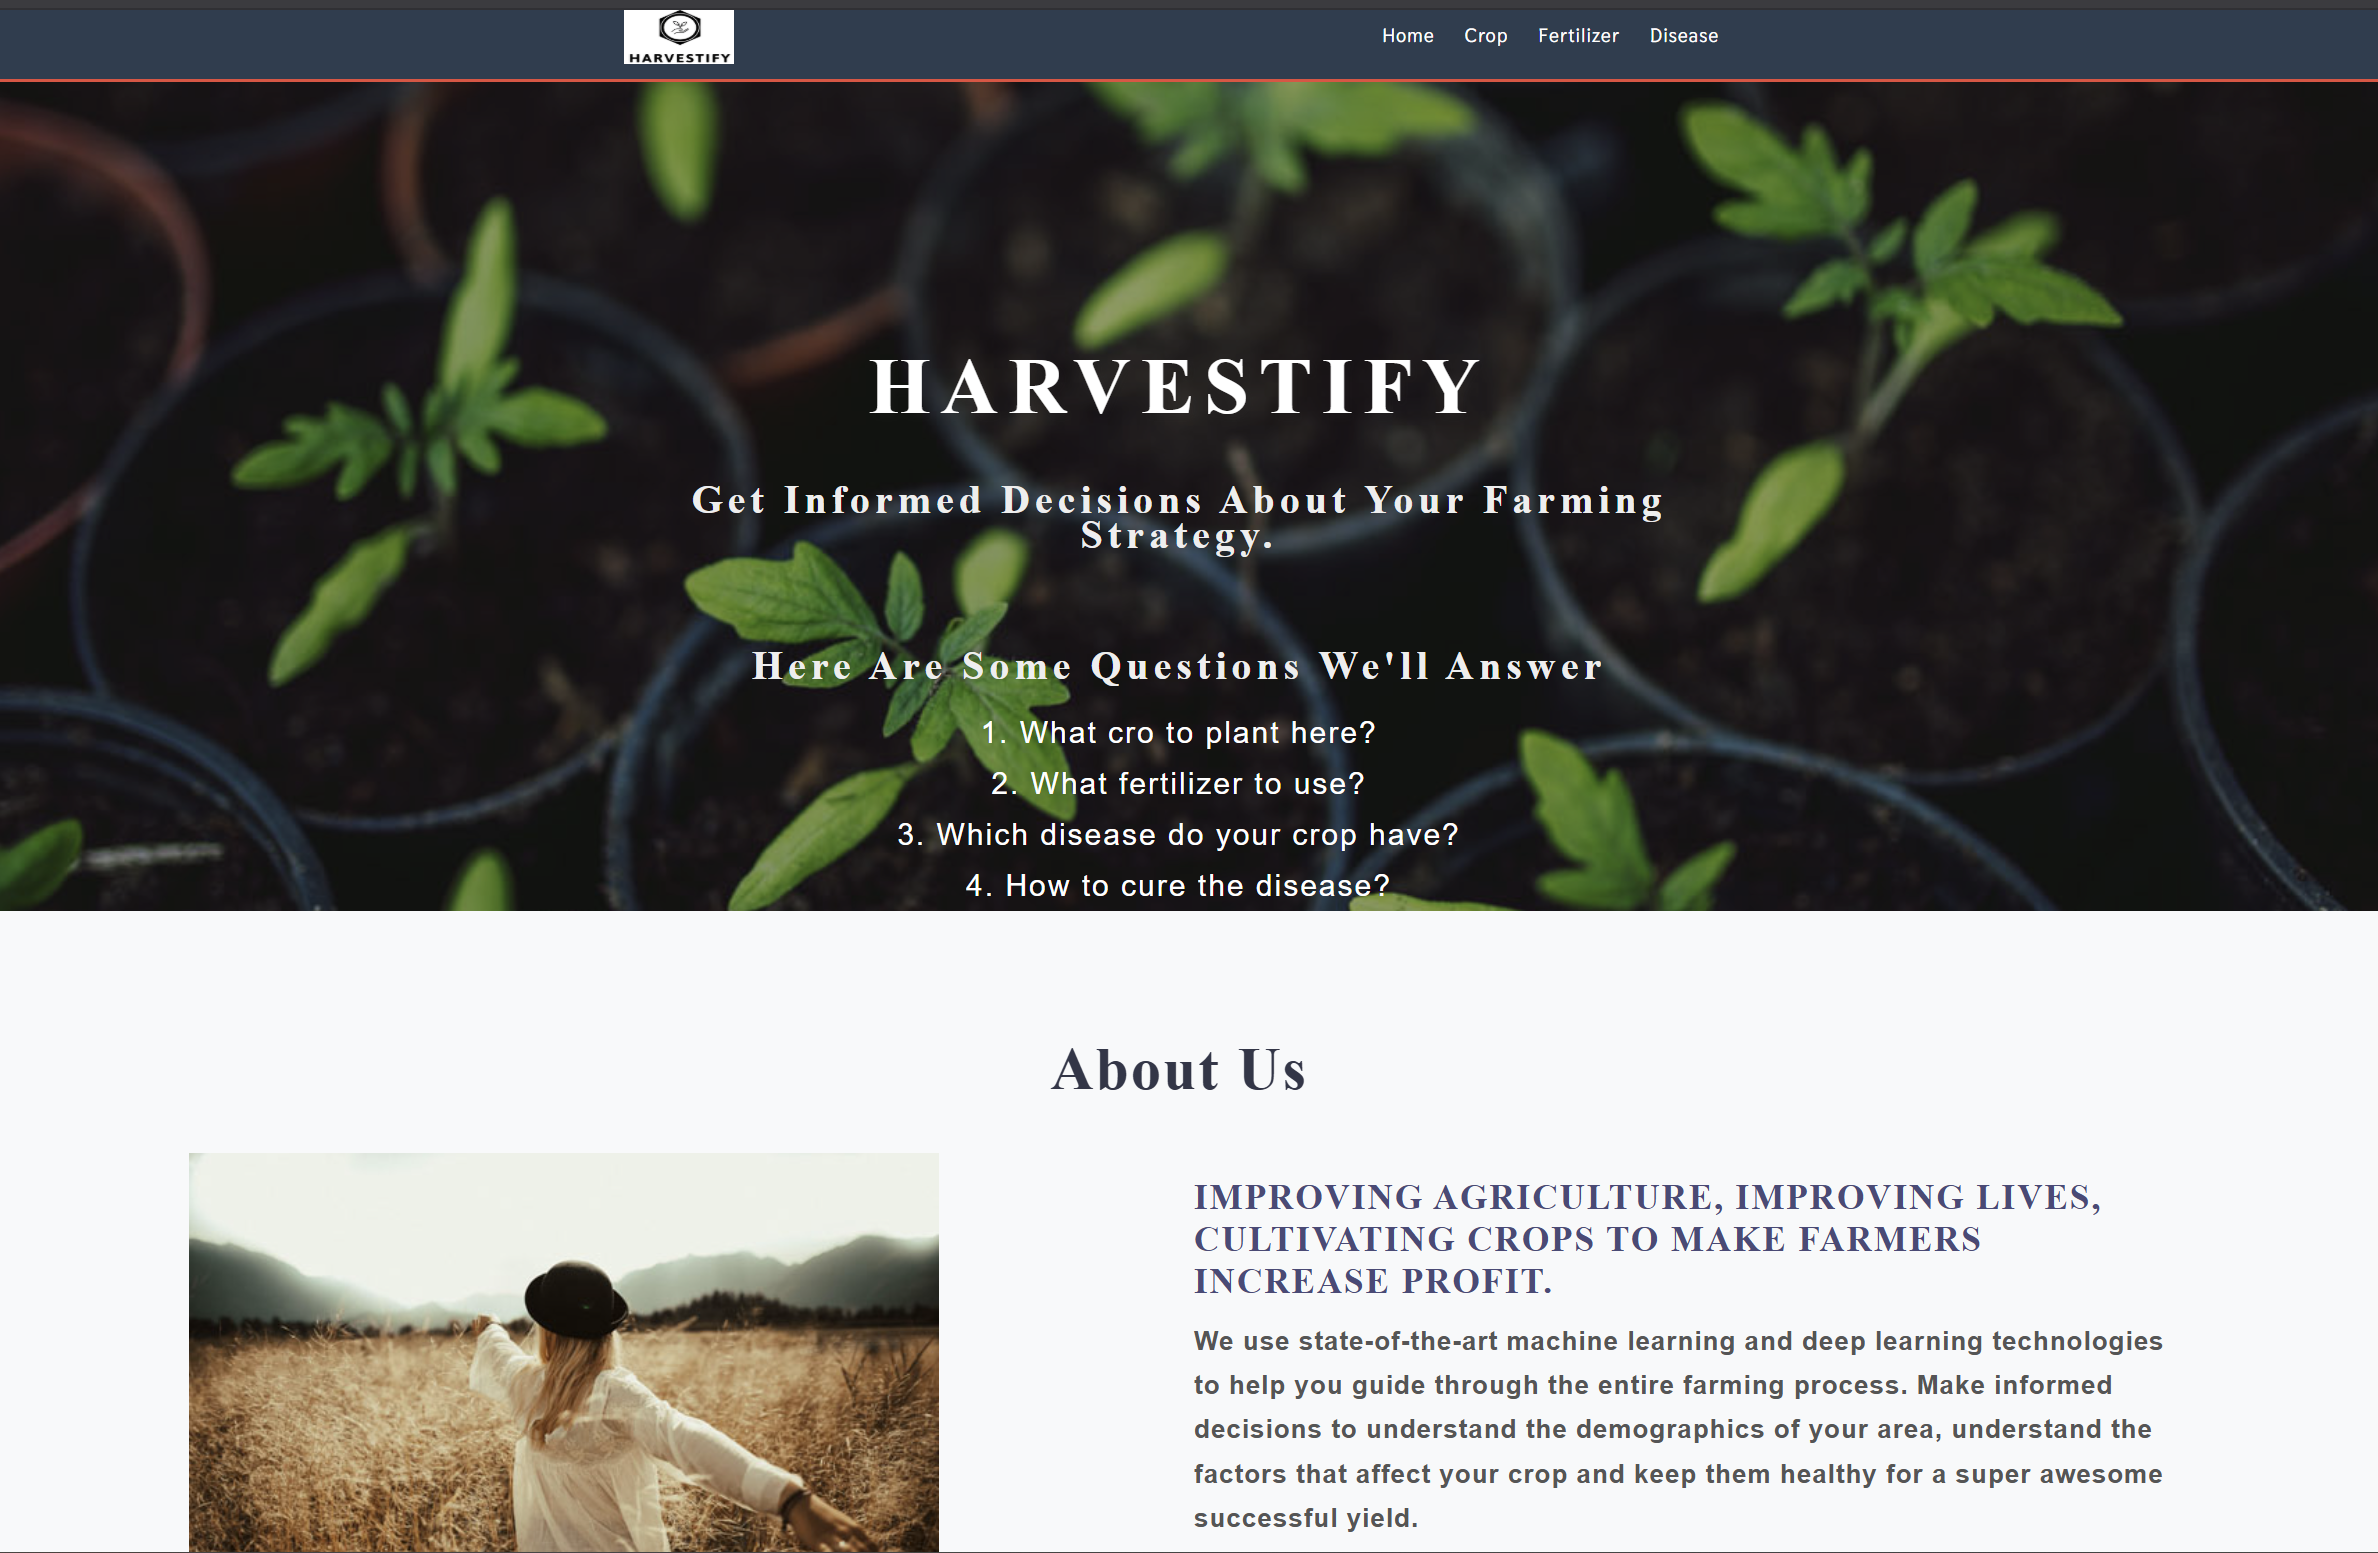 HARVESTIFY
Home Crop Fertilizer Disease
HARVESTIFY
Get Informed Decisions About Your Farming
Strategy.
Here Are Some Questions We'll Answer
1. What cro to plant here?
2. What fertilizer to use?
3. Which disease do your crop have?
4. How to cure the disease?
About Us
IMPROVING AGRICULTURE, IMPROVING LIVES,
CULTIVATING CROPS TO MAKE FARMERS
INCREASE PROFIT.
We use state-of-the-art machine learning and deep learning technologies
to help you guide through the entire farming process. Make informed
decisions to understand the demographics of your area, understand the
factors that affect your crop and keep them healthy for a super awesome
successful yield.